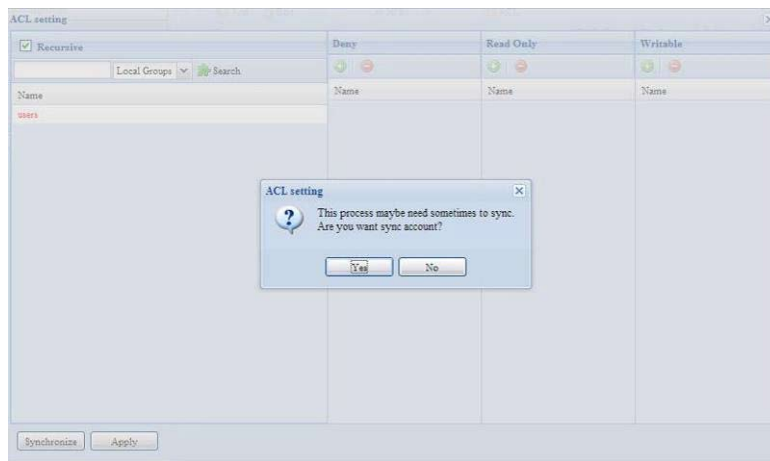 ACL setting
Recursive
Deny
Read Only
Writable
Local Groups
Search
Name
Name
Name
Name
users
ACL setting
This process maybe need sometimes to sync.
Are you want sync account?
Yes
No
Synchronize
Apply